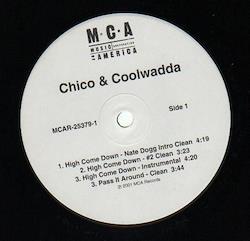 M•C•A
MUSIC CORPORATION
OF AMERICA
Chico & Coolwadda
MCAR-25379-1
Side 1
1. High Come Down - Nate Dogg Intro Clean 4:19
2. High Come Down - #2 Clean 3:23
3. High Come Down - Instrumental 4:20
3. Pass It Around - Clean 3:44
℗ 2001 MCA Records